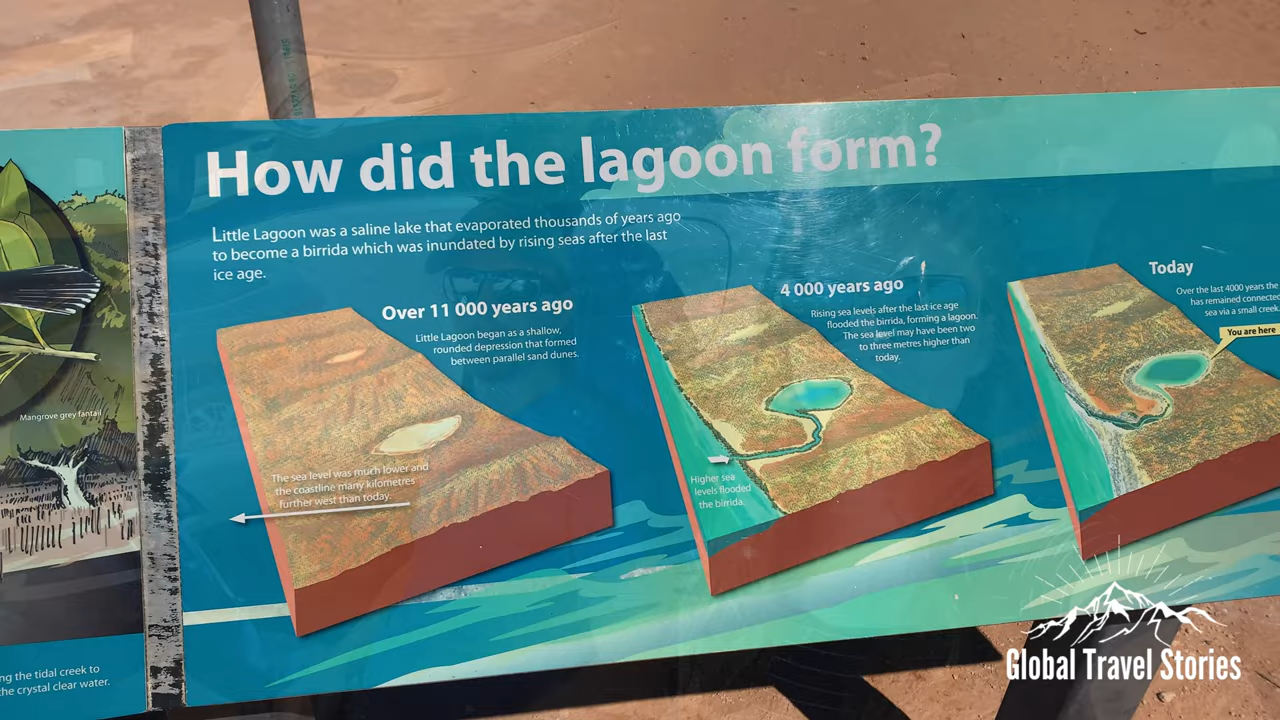 How did the lagoon form?
Little Lagoon was a saline lake that evaporated thousands of years ago
to become a birrida which was inundated by rising seas after the last
ice age.
Over 11 000 years ago
Little Lagoon began as a shallow,
rounded depression that formed
between parallel sand dunes.
The sea level was much lower and
the coastline many kilometres
further west than today.
4 000 years ago
Rising sea levels after the last ice age
flooded the birrida, forming a lagoon.
The sea level may have been two
to three metres higher than
today.
Higher sea
levels flooded
the birrida.
Today
Over the last 4000 years the
has remained connected
sea via a small creek.
You are here
Mangrove grey fantail
ng the tidal creek to
the crystal clear water.
Global Travel Stories